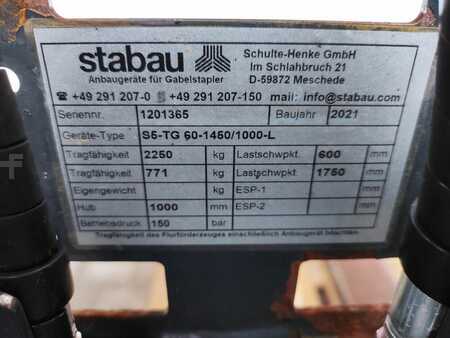 stabau
Schulte-Henke GmbH
Anbaugeräte für Gabelstapler
Im Schlahbruch 21
D-59872 Meschede
☎ +49 291 207-0 +49 291 207-150 mail: info@stabau.com
Seriennr. 1201365 Baujahr 2021
Geräte-Type S5-TG 60-1450/1000-L
Tragfähigkeit 2250 kg Lastschwpkt. 600 mm
Tragfähigkeit 771 kg Lastschwpkt. 1750 mm
Eigengewicht kg ESP-1 mm
Hub 1000 mm ESP-2 mm
Betriebsdruck 150 bar
Tragfähigkeit des Flurförderzeuges einschließlich Anbaugerät beachten